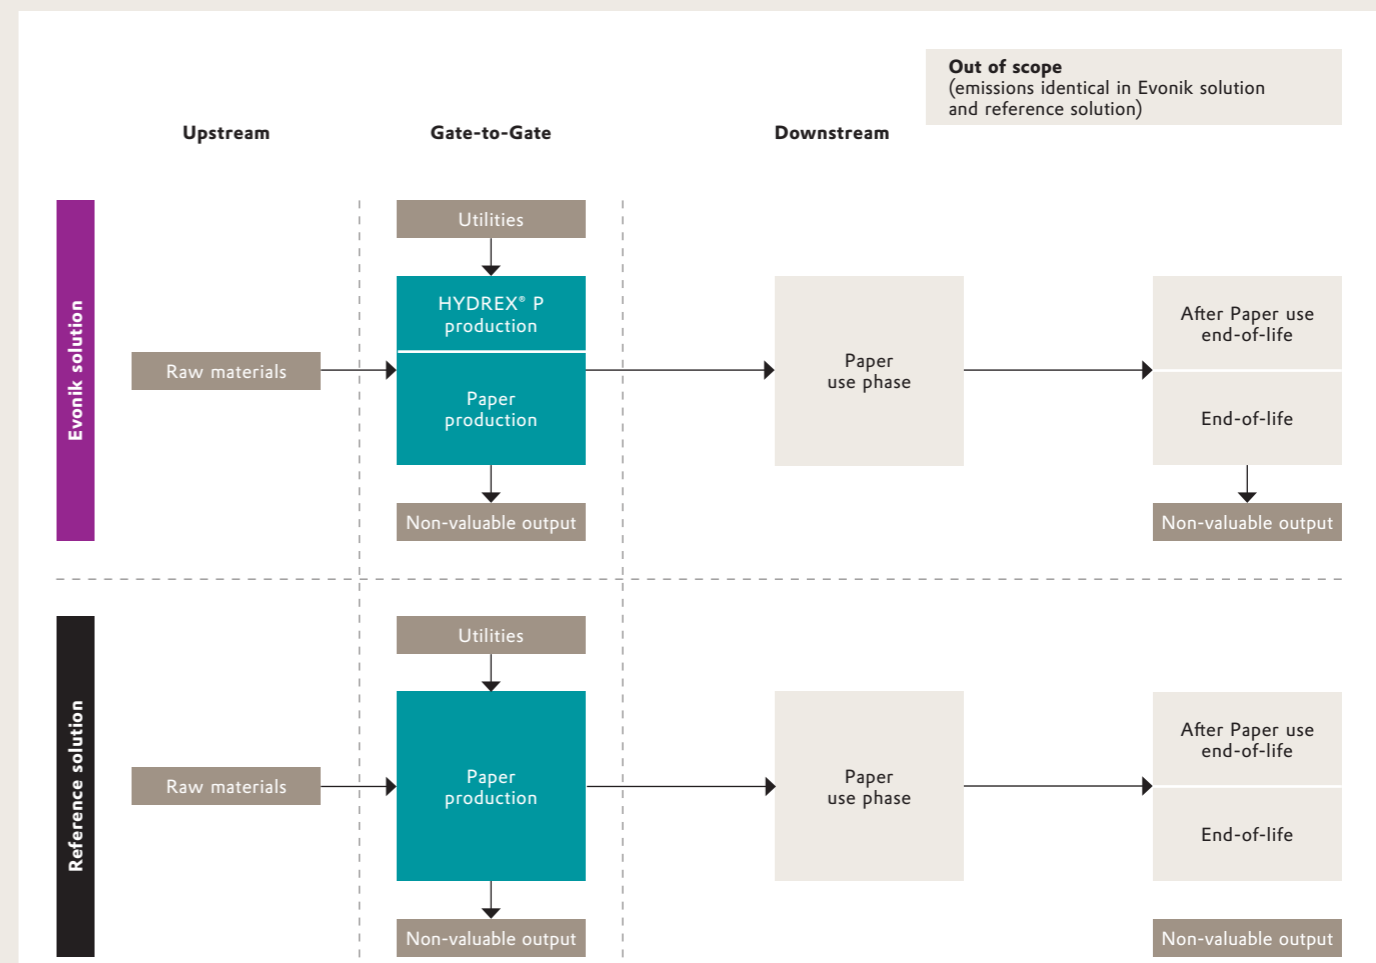 Out of scope
(emissions identical in Evonik solution
and reference solution)
Upstream
Gate-to-Gate
Downstream
Evonik solution
Utilities
HYDREX® P
production
Raw materials
Paper
production
Paper
use phase
After Paper use
end-of-life
End-of-life
Non-valuable output
Non-valuable output
Reference solution
Utilities
Raw materials
Paper
production
Paper
use phase
After Paper use
end-of-life
End-of-life
Non-valuable output
Non-valuable output